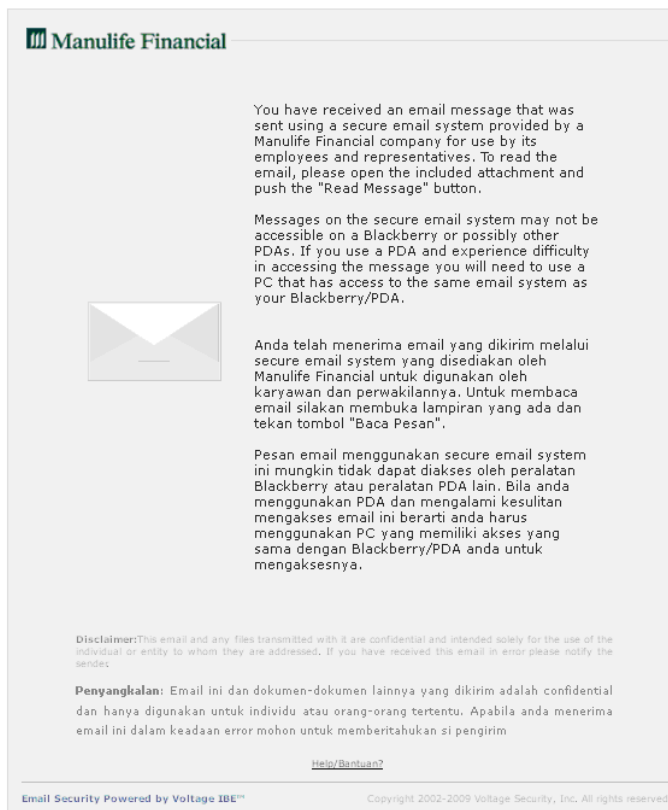 Manulife Financial
You have received an email message that was
sent using a secure email system provided by a
Manulife Financial company for use by its
employees and representatives. To read the
email, please open the included attachment and
push the "Read Message" button.
Messages on the secure email system may not be
accessible on a Blackberry or possibly other
PDAs. If you use a PDA and experience difficulty
in accessing the message you will need to use a
PC that has access to the same email system as
your Blackberry/PDA.
Anda telah menerima email yang dikirim melalui
secure email system yang disediakan oleh
Manulife Financial untuk digunakan oleh
karyawan dan perwakilannya. Untuk membaca
email silakan membuka lampiran yang ada dan
tekan tombol "Baca Pesan".
Pesan email menggunakan secure email system
ini mungkin tidak dapat diakses oleh peralatan
Blackberry atau peralatan PDA lain. Bila anda
menggunakan PDA dan mengalami kesulitan
mengakses email ini berarti anda harus
menggunakan PC yang memiliki akses yang
sama dengan Blackberry/PDA anda untuk
mengaksesnya.
Disclaimer:This email and any files transmitted with it are confidential and intended solely for the use of the
individual or entity to whom they are addressed. If you have received this email in error please notify the
sender.
Penyangkalan: Email ini dan dokumen-dokumen lainnya yang dikirim adalah confidential
dan hanya digunakan untuk individu atau orang-orang tertentu. Apabila anda menerima
email ini dalam keadaan error mohon untuk memberitahukan si pengirim
Help/Bantuan?
Email Security Powered by Voltage IBE™ Copyright 2002-2009 Voltage Security, Inc. All rights reserved